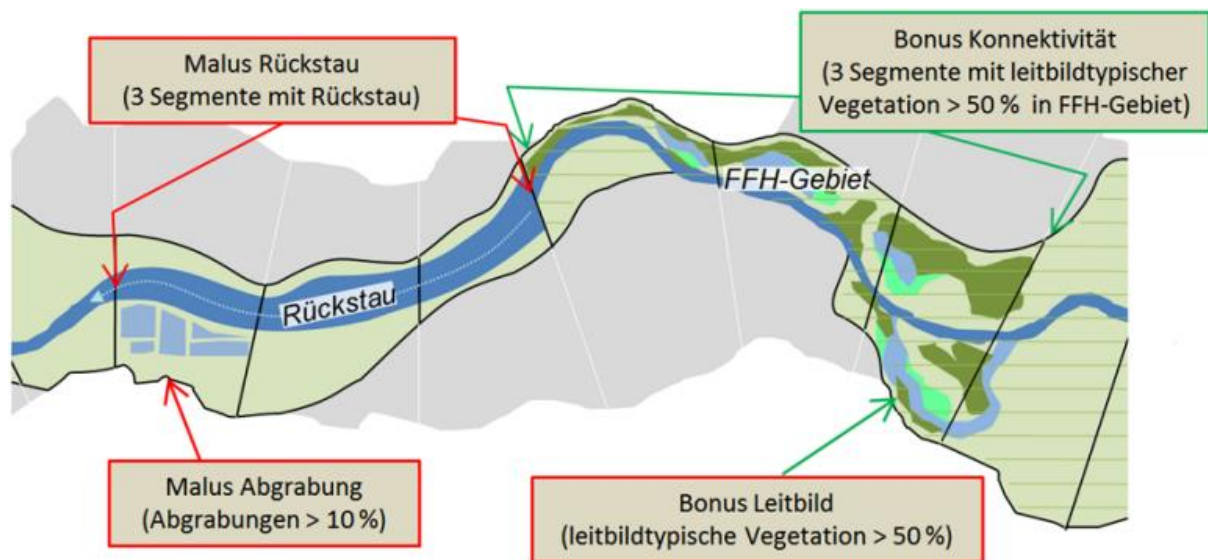 Malus Rückstau
(3 Segmente mit Rückstau)
Bonus Konnektivität
(3 Segmente mit leitbildtypischer
Vegetation > 50 % in FFH-Gebiet)
FFH-Gebiet
Rückstau
Malus Abgrabung
(Abgrabungen > 10 %)
Bonus Leitbild
(leitbildtypische Vegetation > 50 %)